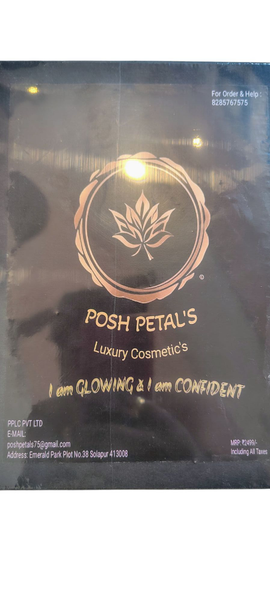 For Order & Help :
8285767575
©
POSH PETAL'S
Luxury Cosmetic's
I am GLOWING & I am CONFIDENT
PPLC PVT LTD
E-MAIL:
poshpetals75@gmail.com
Address: Emerald Park Plot No.38 Solapur 413008
MRP: ₹2499/-
Including All Taxes